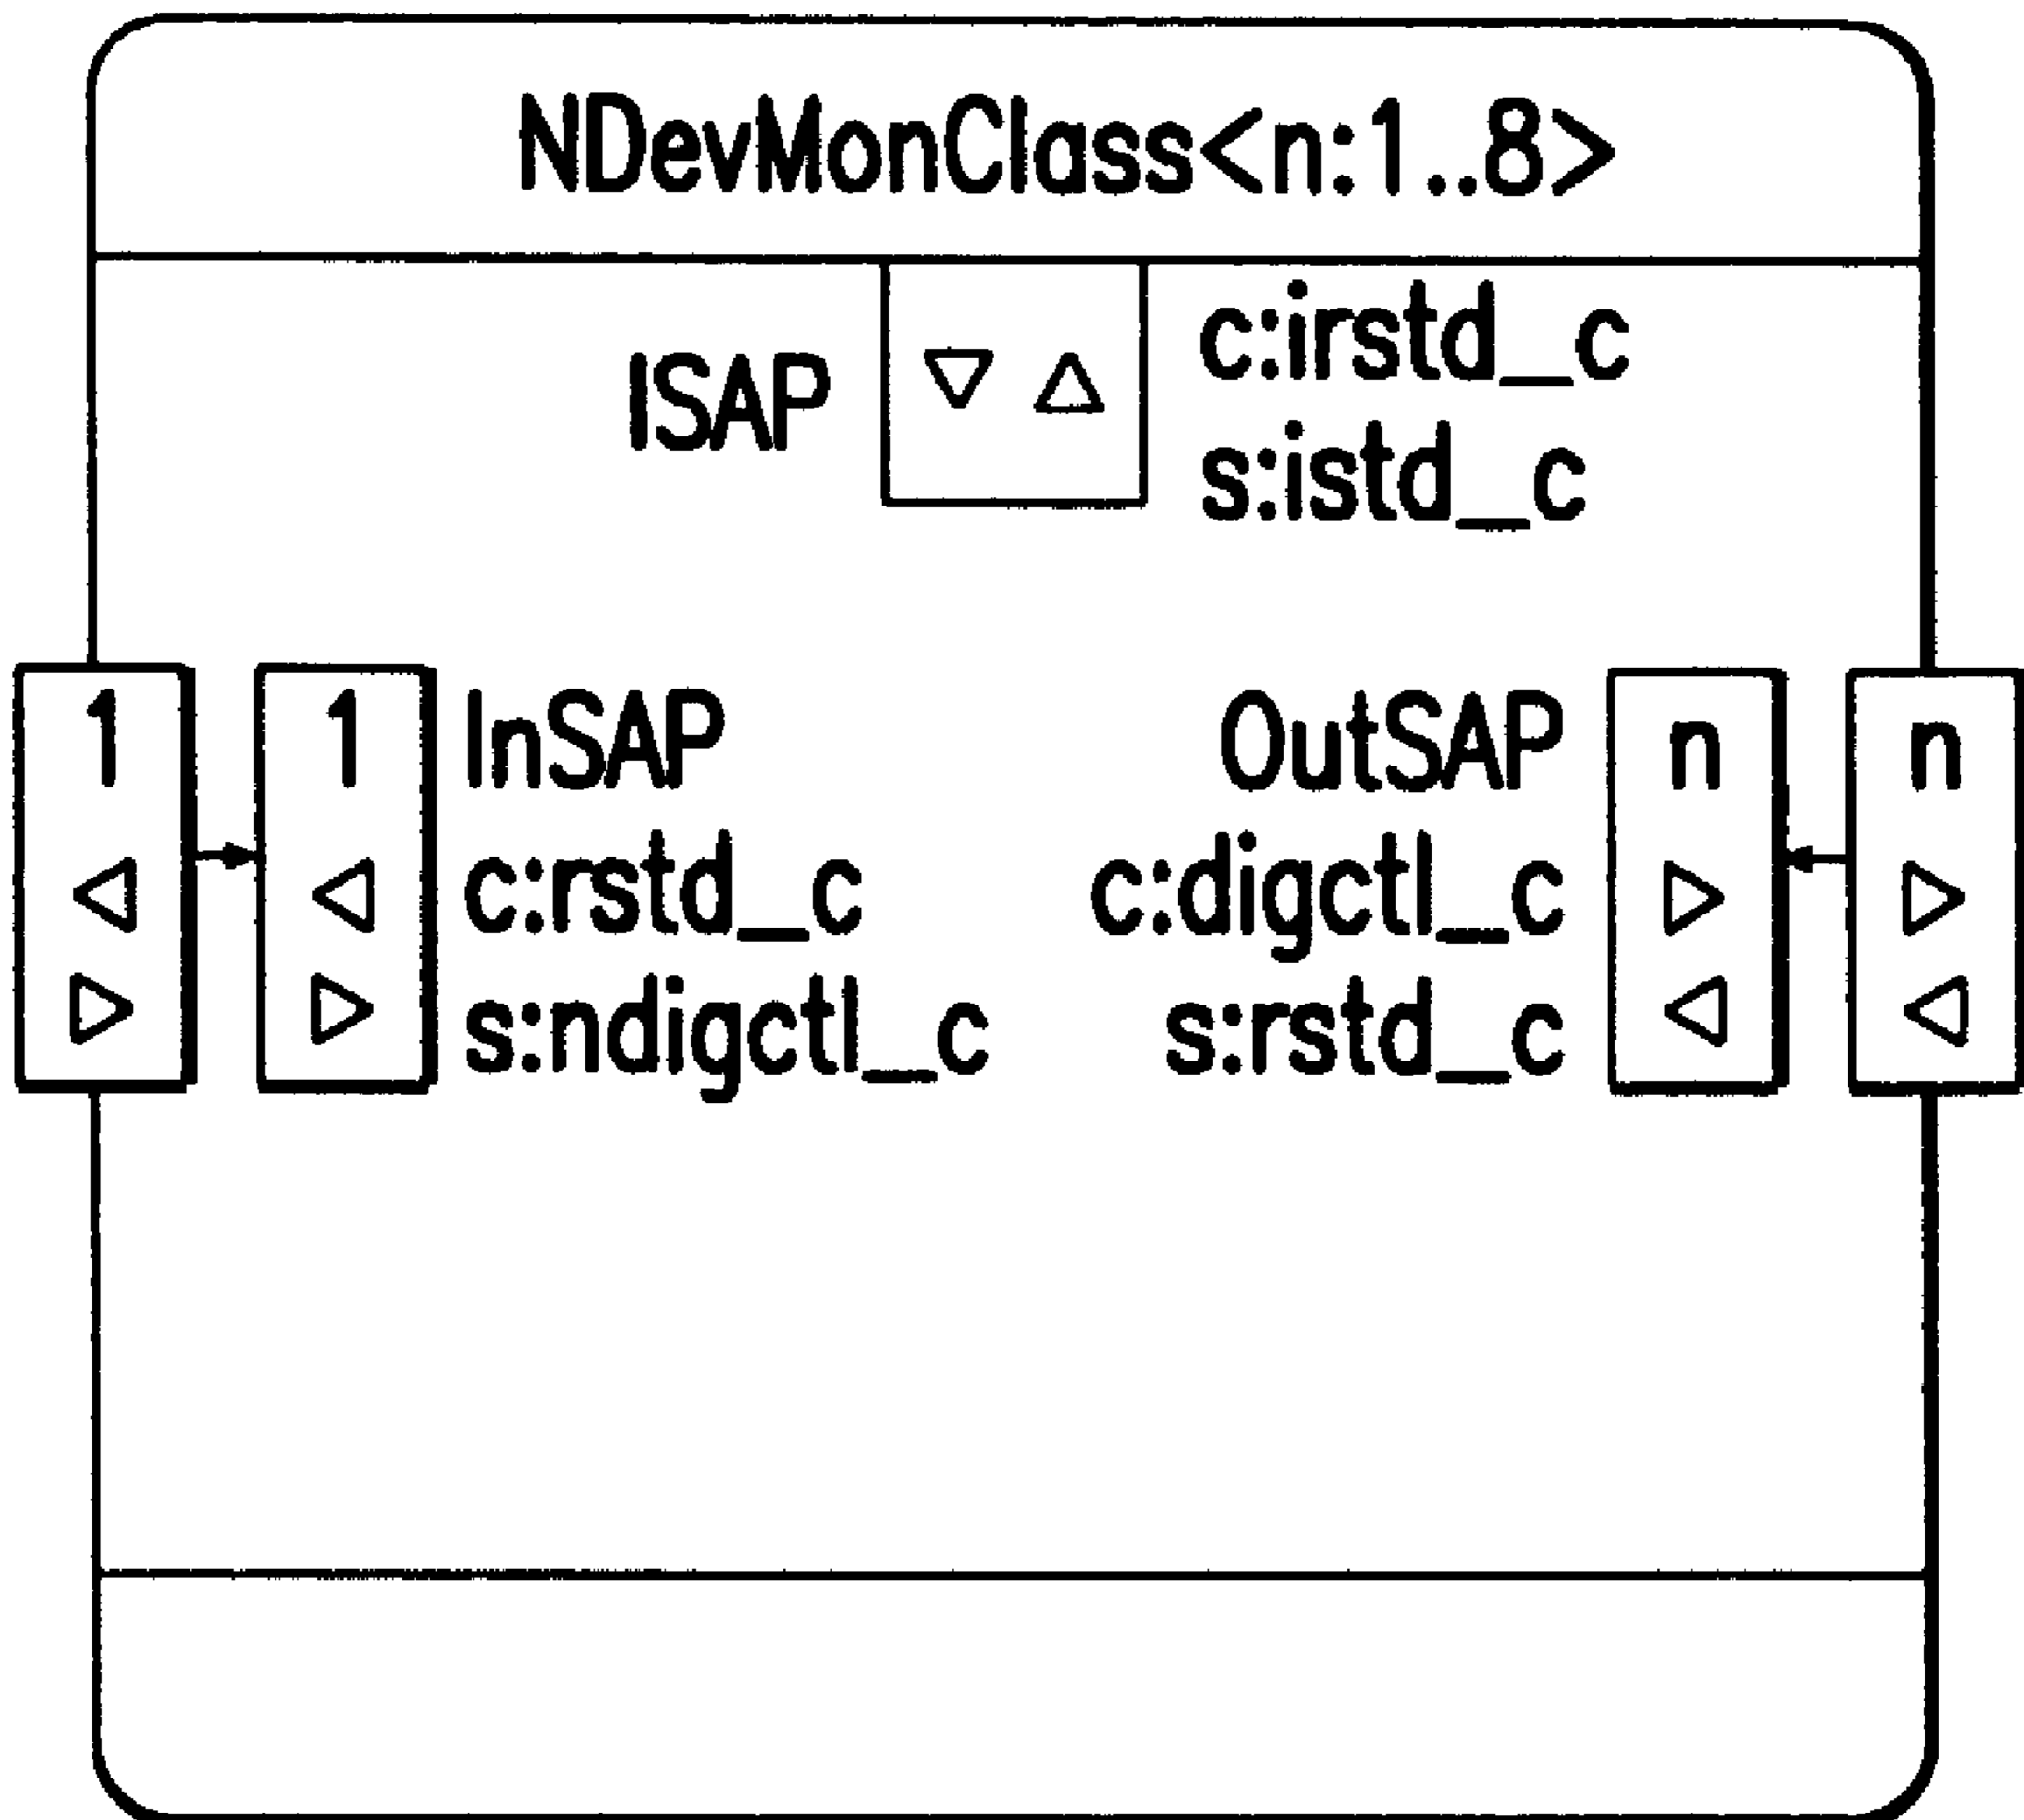 NDevMonClass<n:1..8>
ISAP
c:irstd_c
s:istd_c
1
1
InSAP
c:rstd_c
s:ndigctl_c
OutSAP
c:digctl_c
s:rstd_c
n
n